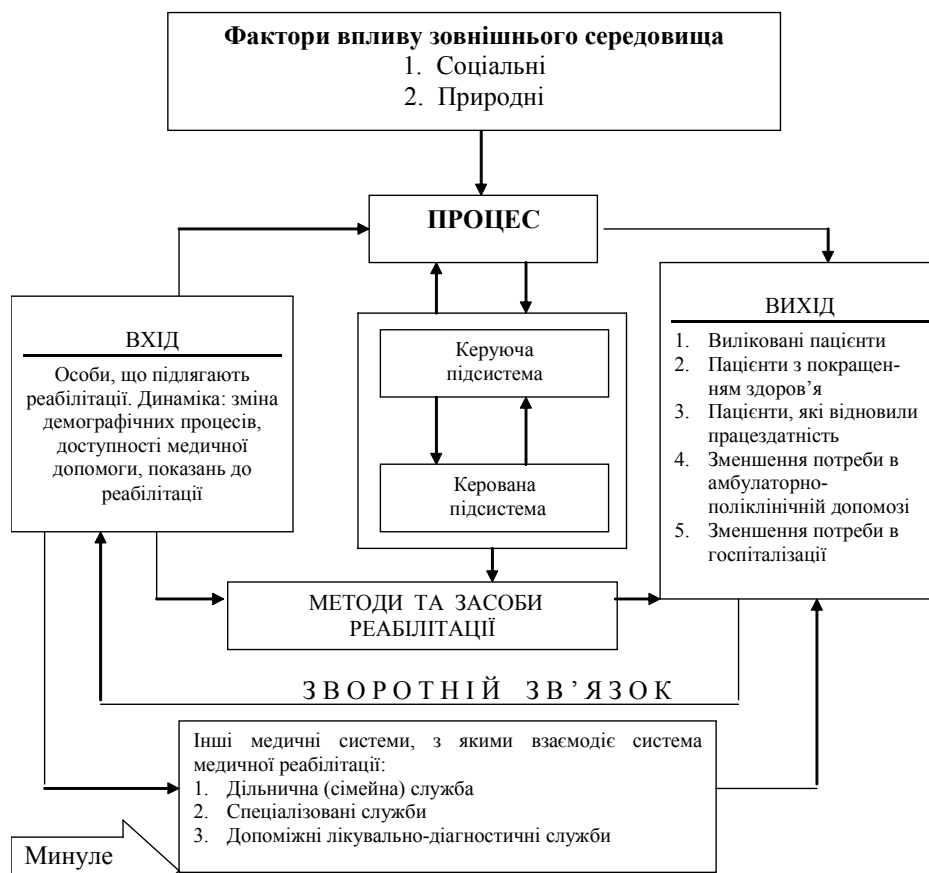 Фактори впливу зовнішнього середовища
1. Соціальні
2. Природні
ПРОЦЕС
ВХІД
Особи, що підлягають
реабілітації. Динаміка: зміна
демографічних процесів,
доступності медичної
допомоги, показань до
реабілітації
Керуюча
підсистема
Керована
підсистема
ВИХІД
1. Виліковані пацієнти
2. Пацієнти з покращен-
ням здоров’я
3. Пацієнти, які відновили
працездатність
4. Зменшення потреби в
амбулаторно-
поліклінічній допомозі
5. Зменшення потреби в
госпіталізації
МЕТОДИ ТА ЗАСОБИ
РЕАБІЛІТАЦІЇ
ЗВОРОТНІЙ ЗВ’ЯЗОК
Інші медичні системи, з якими взаємодіє система
медичної реабілітації:
1. Дільнична (сімейна) служба
2. Спеціалізовані служби
3. Допоміжні лікувально-діагностичні служби
Минуле